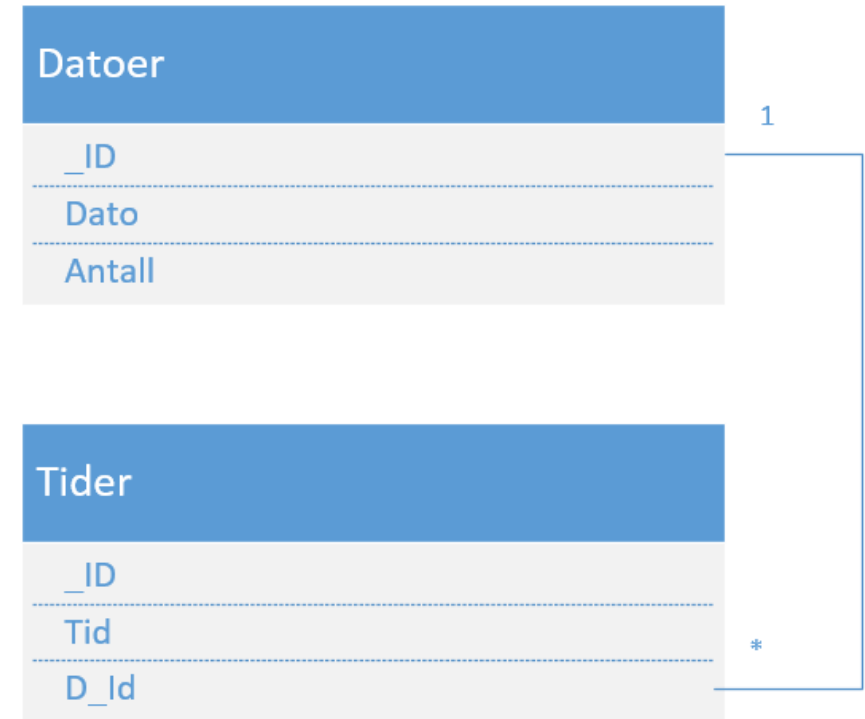 Datoer
1
_ID
Dato
Antall
Tider
_ID
Tid
*
D_Id